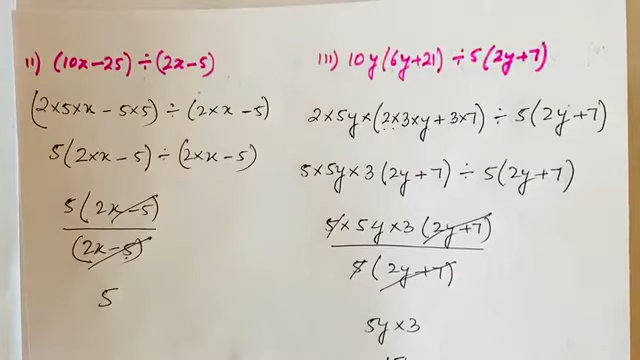 ii) (10x-25) ÷ (2x-5)
(2×5×x - 5×5) ÷ (2×x - 5)
5(2×x - 5) ÷ (2×x - 5)
5(2x-5)
(2x-5)
5
iii) 10y(6y+21) ÷ 5(2y+7)
2×5y×(2×3×y + 3×7) ÷ 5(2y+7)
5×5y×3(2y+7) ÷ 5(2y+7)
5×5y×3(2y+7)
5(2y+7)
5y×3